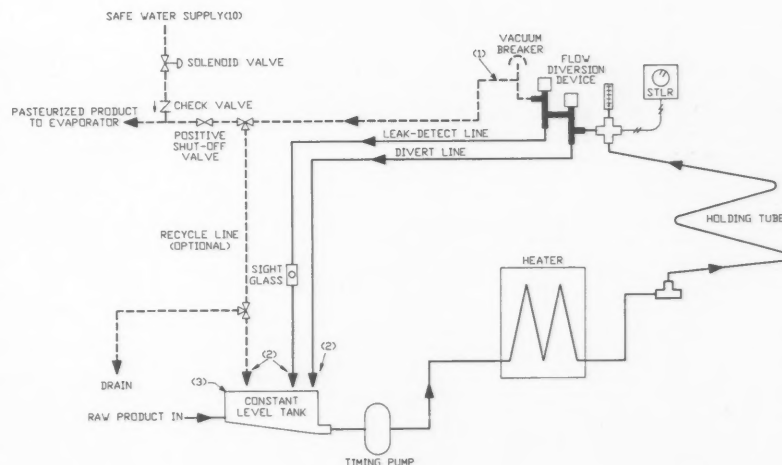 SAFE WATER SUPPLY(10)
SOLENOID VALVE
VACUUM
BREAKER
(1)
FLOW
DIVERSION
DEVICE
STLR
CHECK VALVE
PASTEURIZED PRODUCT
TO EVAPORATOR
POSITIVE
SHUT-OFF
VALVE
LEAK-DETECT LINE
DIVERT LINE
HOLDING TUBE
RECYCLE LINE
(OPTIONAL)
SIGHT
GLASS
HEATER
(2)
(2)
DRAIN
(3)
CONSTANT
LEVEL TANK
RAW PRODUCT IN
TIMING PUMP